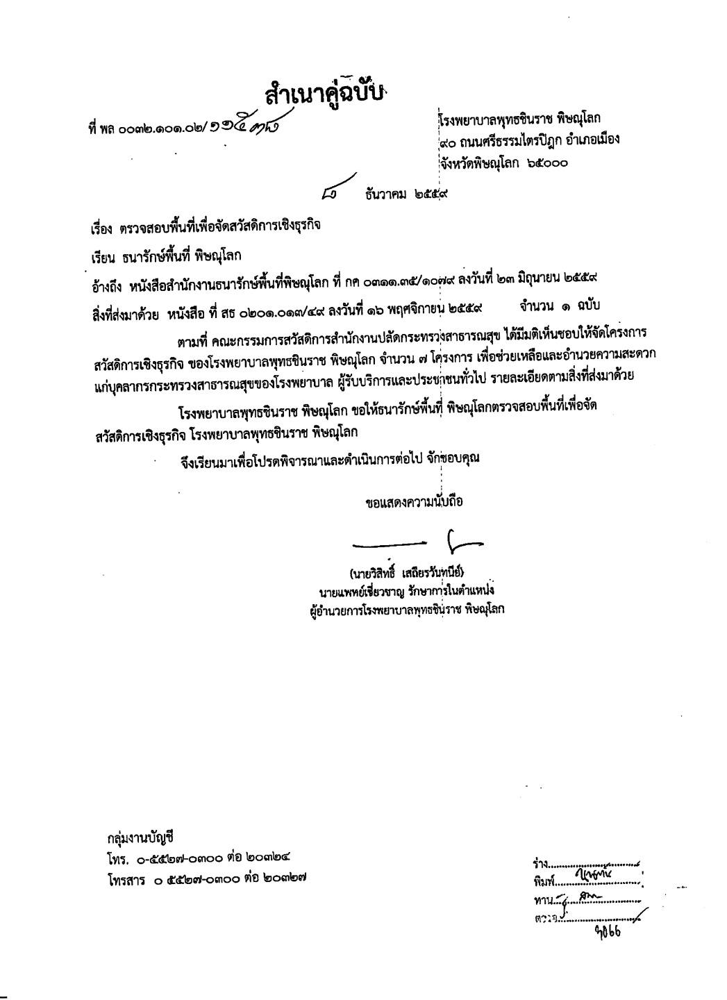 สำเนาคู่ฉบับ
ที่ พล ๐๐๓๒.๑๐๑.๐๒/๑๑๕๓๘
โรงพยาบาลพุทธชินราช พิษณุโลก
๙๐ ถนนศรีธรรมไตรปิฎก อำเภอเมือง
จังหวัดพิษณุโลก ๖๕๐๐๐
๘ ธันวาคม ๒๕๕๙
เรื่อง ตรวจสอบพื้นที่เพื่อจัดสวัสดิการเชิงธุรกิจ
เรียน ธนารักษ์พื้นที่ พิษณุโลก
อ้างถึง หนังสือสำนักงานธนารักษ์พื้นที่พิษณุโลก ที่ กค ๐๓๑๑.๓๕/๑๐๗๙ ลงวันที่ ๒๓ มิถุนายน ๒๕๕๙
สิ่งที่ส่งมาด้วย หนังสือ ที่ สธ ๐๒๐๑.๐๑๓/๔๙ ลงวันที่ ๑๖ พฤศจิกายน ๒๕๕๙ จำนวน ๑ ฉบับ
ตามที่ คณะกรรมการสวัสดิการสำนักงานปลัดกระทรวงสาธารณสุข ได้มีมติเห็นชอบให้จัดโครงการ
สวัสดิการเชิงธุรกิจ ของโรงพยาบาลพุทธชินราช พิษณุโลก จำนวน ๗ โครงการ เพื่อช่วยเหลือและอำนวยความสะดวก
แก่บุคลากรกระทรวงสาธารณสุขของโรงพยาบาล ผู้รับบริการและประชาชนทั่วไป รายละเอียดตามสิ่งที่ส่งมาด้วย
โรงพยาบาลพุทธชินราช พิษณุโลก ขอให้ธนารักษ์พื้นที่ พิษณุโลกตรวจสอบพื้นที่เพื่อจัด
สวัสดิการเชิงธุรกิจ โรงพยาบาลพุทธชินราช พิษณุโลก
จึงเรียนมาเพื่อโปรดพิจารณาและดำเนินการต่อไป จักขอบคุณ
ขอแสดงความนับถือ
(นายวิสิทธิ์ เสถียรวันทนีย์)
นายแพทย์เชี่ยวชาญ รักษาการในตำแหน่ง
ผู้อำนวยการโรงพยาบาลพุทธชินราช พิษณุโลก
กลุ่มงานบัญชี
โทร. ๐-๕๕๒๗-๐๓๐๐ ต่อ ๒๐๓๒๔
โทรสาร ๐ ๕๕๒๗-๐๓๐๐ ต่อ ๒๐๓๒๗
ร่าง
พิมพ์
ทาน
ตรวจ